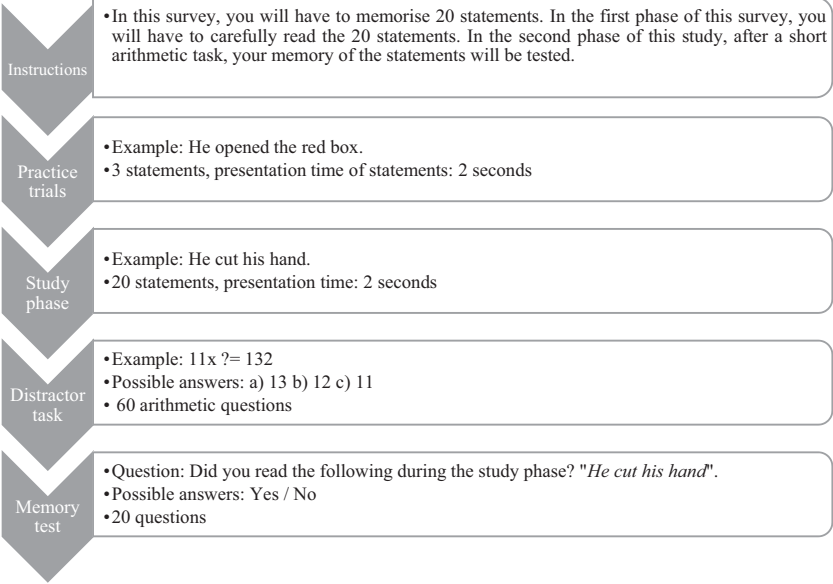 Instructions
•In this survey, you will have to memorise 20 statements. In the first phase of this survey, you
will have to carefully read the 20 statements. In the second phase of this study, after a short
arithmetic task, your memory of the statements will be tested.
Practice
trials
•Example: He opened the red box.
•3 statements, presentation time of statements: 2 seconds
Study
phase
•Example: He cut his hand.
•20 statements, presentation time: 2 seconds
Distractor
task
•Example: 11x ?= 132
•Possible answers: a) 13 b) 12 c) 11
• 60 arithmetic questions
Memory
test
•Question: Did you read the following during the study phase? "He cut his hand".
•Possible answers: Yes / No
•20 questions